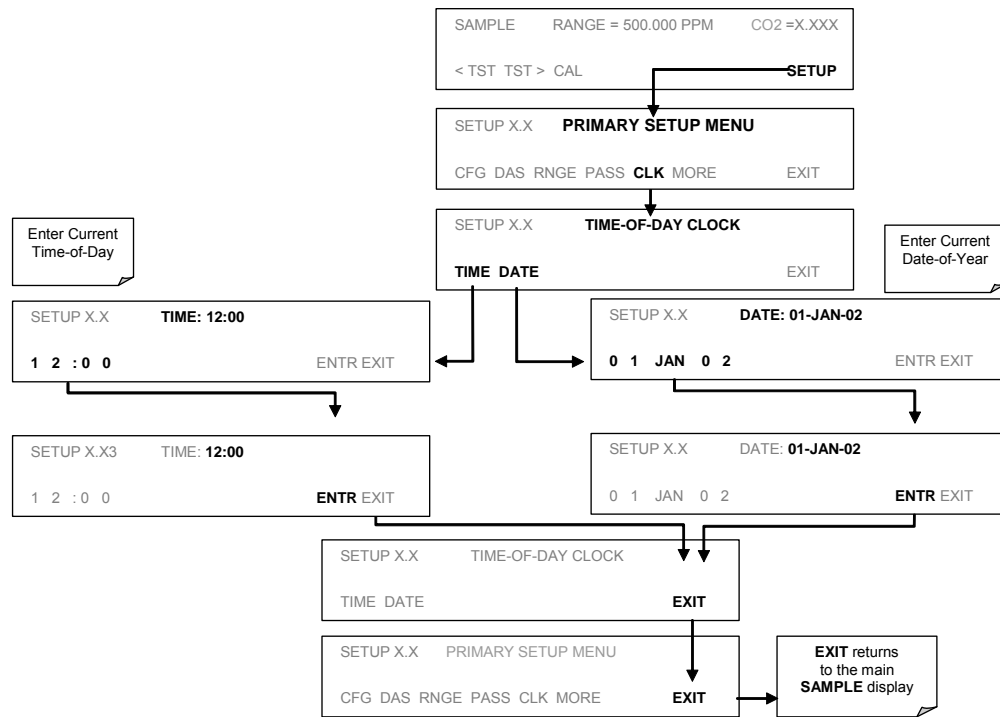 SAMPLE RANGE = 500.000 PPM CO2 =X.XXX
< TST TST > CAL SETUP
SETUP X.X PRIMARY SETUP MENU
CFG DAS RNGE PASS CLK MORE EXIT
SETUP X.X TIME-OF-DAY CLOCK
TIME DATE EXIT
Enter Current
Time-of-Day
Enter Current
Date-of-Year
SETUP X.X TIME: 12:00
1 2 :0 0 ENTR EXIT
SETUP X.X DATE: 01-JAN-02
0 1 JAN 0 2 ENTR EXIT
SETUP X.X3 TIME: 12:00
1 2 :0 0 ENTR EXIT
SETUP X.X DATE: 01-JAN-02
0 1 JAN 0 2 ENTR EXIT
SETUP X.X TIME-OF-DAY CLOCK
TIME DATE EXIT
SETUP X.X PRIMARY SETUP MENU
CFG DAS RNGE PASS CLK MORE EXIT
EXIT returns
to the main
SAMPLE display